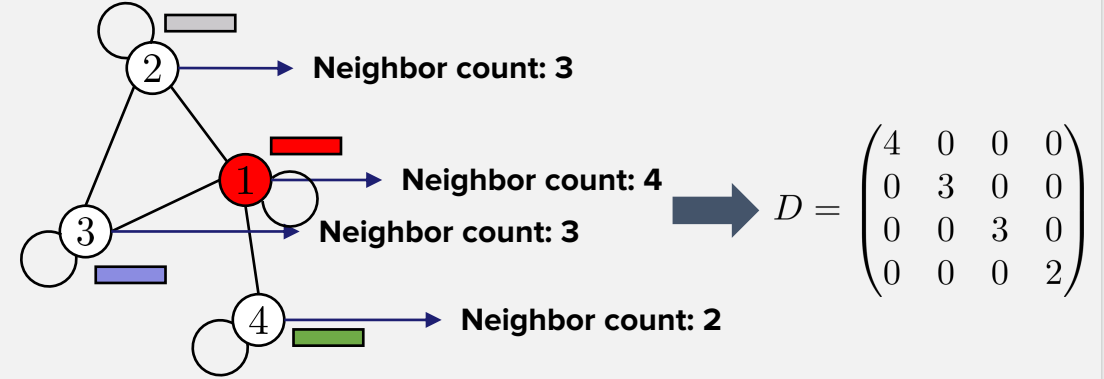 2
Neighbor count: 3
1
Neighbor count: 4
3
Neighbor count: 3
4
Neighbor count: 2
D =
4 0 0 0
0 3 0 0
0 0 3 0
0 0 0 2